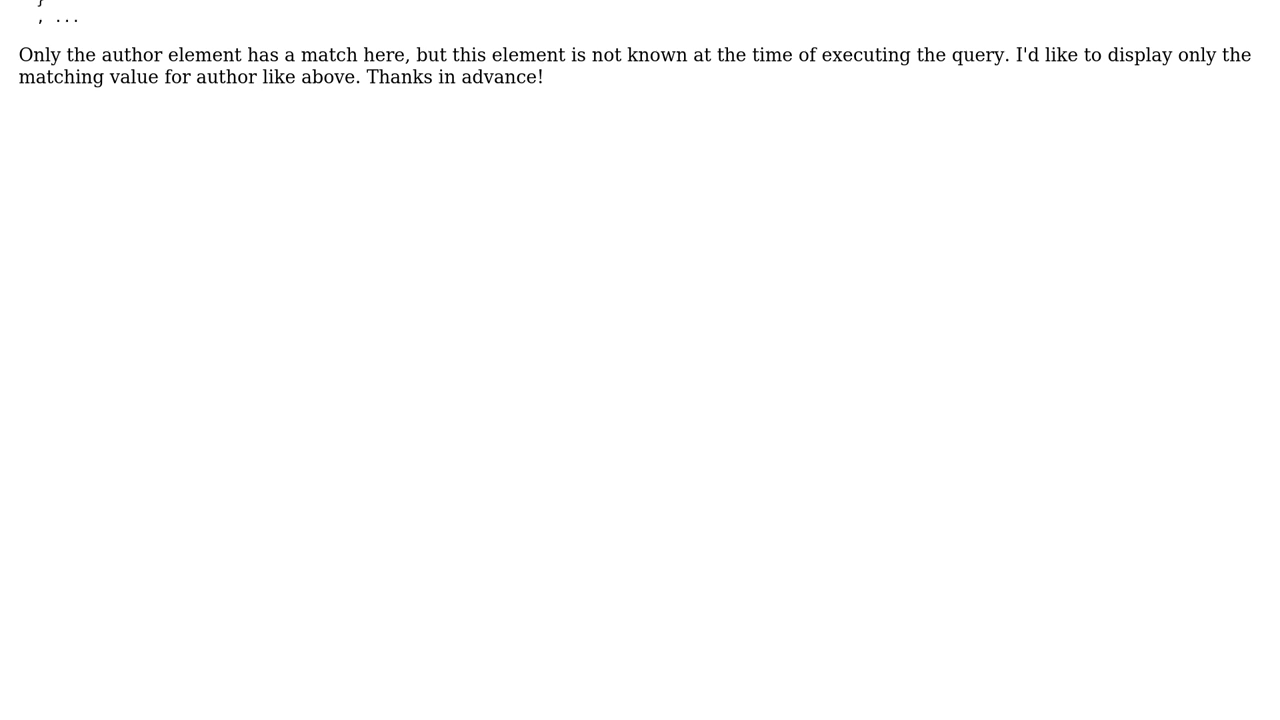 }
, ...
Only the author element has a match here, but this element is not known at the time of executing the query. I'd like to display only the
matching value for author like above. Thanks in advance!